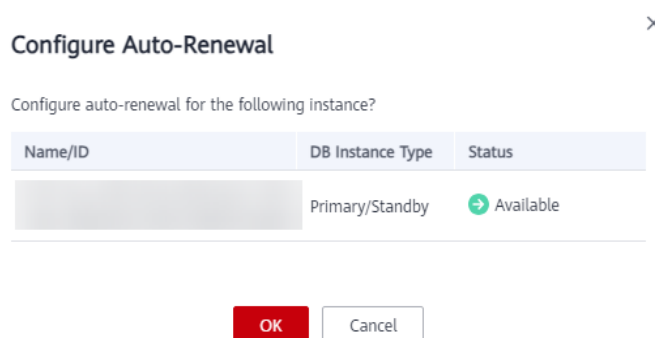 Configure Auto-Renewal
Configure auto-renewal for the following instance?
Name/ID DB Instance Type Status
Primary/Standby Available
OK Cancel